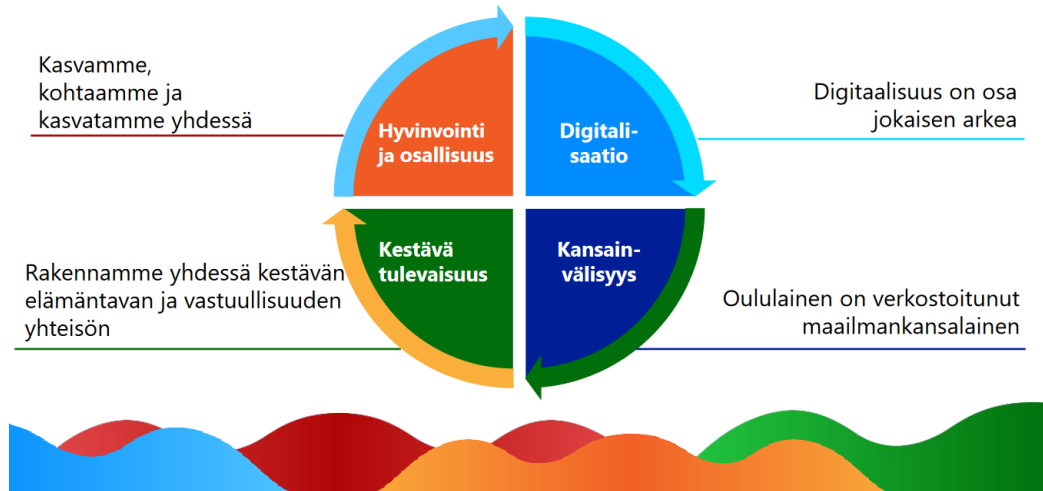 Kasvamme,
kohtaamme ja
kasvatamme yhdessä
Hyvinvointi
ja osallisuus
Digitali-
saatio
Digitaalisuus on osa
jokaisen arkea
Rakennamme yhdessä kestävän
elämäntavan ja vastuullisuuden
yhteisön
Kestävä
tulevaisuus
Kansain-
välisyys
Oululainen on verkostoitunut
maailmankansalainen